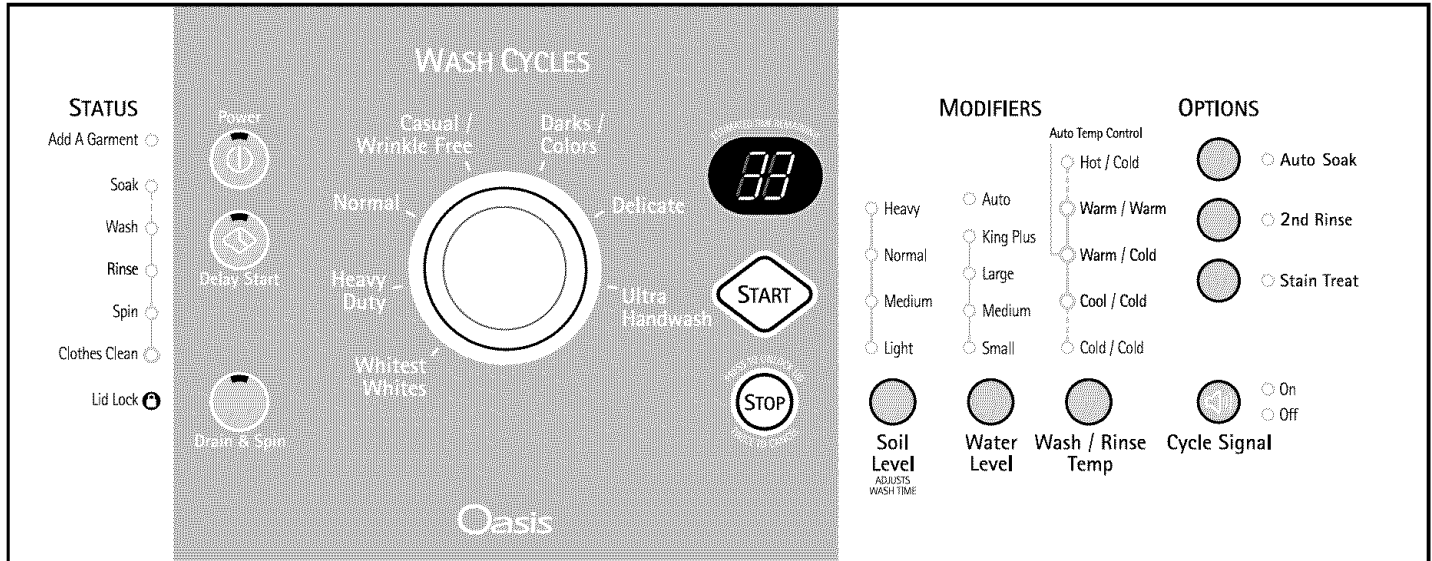 WASH CYCLES
STATUS
Add A Garment
Soak
Wash
Rinse
Spin
Clothes Clean
Lid Lock
Power
Delay Start
Drain & Spin
Casual /
Wrinkle Free
Darks /
Colors
Normal
Delicate
Heavy
Duty
Ultra
Handwash
Whitest
Whites
33
START
STOP
Oasis
MODIFIERS
Heavy
Normal
Medium
Light
Soil
Level
ADJUSTS
WASH TIME
Auto
King Plus
Large
Medium
Small
Water
Level
Auto Temp Control
Hot / Cold
Warm / Warm
Warm / Cold
Cool / Cold
Cold / Cold
Wash / Rinse
Temp
OPTIONS
Auto Soak
2nd Rinse
Stain Treat
On
Off
Cycle Signal